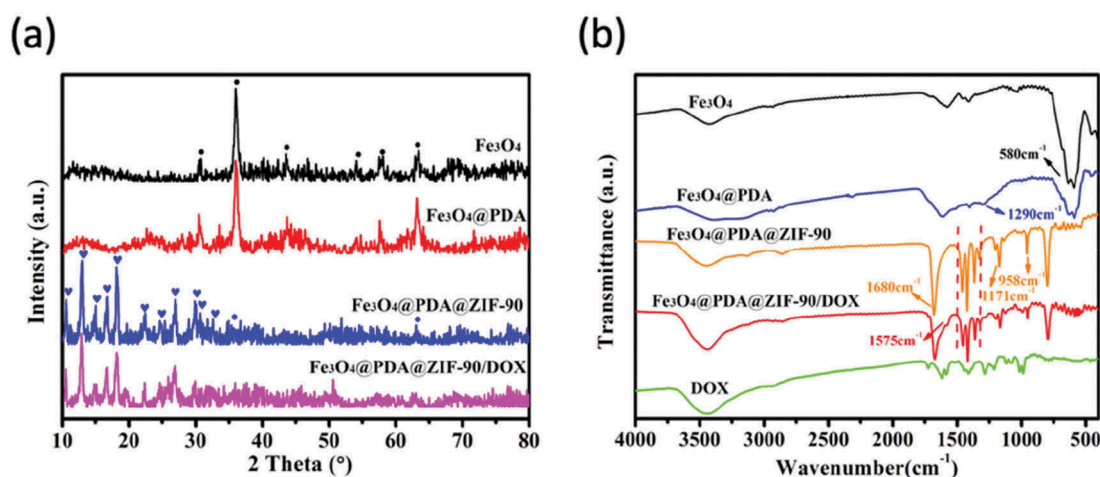 (a)
Fe₃O₄
Fe₃O₄@PDA
Fe₃O₄@PDA@ZIF-90
Fe₃O₄@PDA@ZIF-90/DOX
Intensity (a.u.)
10 20 30 40 50 60 70 80
2 Theta (°)
(b)
Fe₃O₄
580cm⁻¹
Fe₃O₄@PDA
1290cm⁻¹
Fe₃O₄@PDA@ZIF-90
1680cm⁻¹
958cm⁻¹
1171cm⁻¹
Fe₃O₄@PDA@ZIF-90/DOX
1575cm⁻¹
DOX
Transmittance (a.u.)
4000 3500 3000 2500 2000 1500 1000 500
Wavenumber(cm⁻¹)